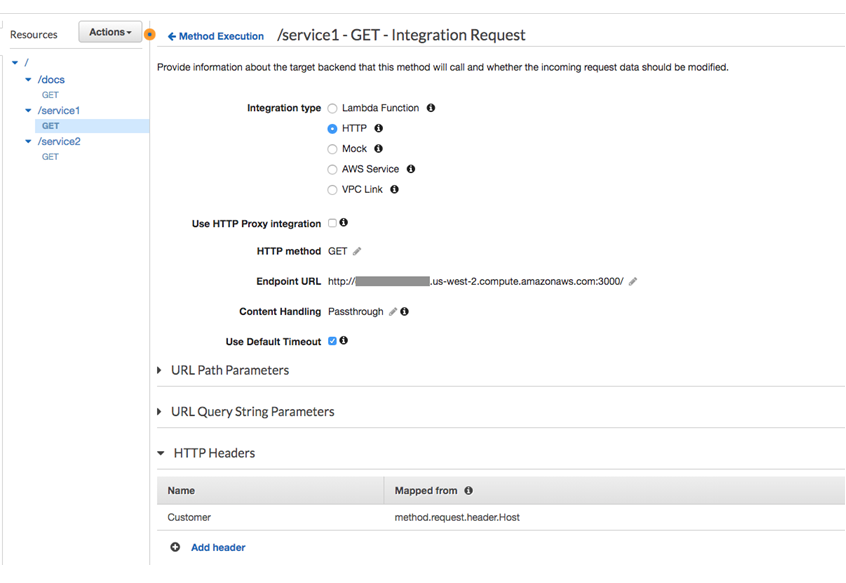 Resources
Actions
/
/docs
GET
/service1
GET
/service2
GET
Method Execution /service1 - GET - Integration Request
Provide information about the target backend that this method will call and whether the incoming request data should be modified.
Integration type Lambda Function
HTTP
Mock
AWS Service
VPC Link
Use HTTP Proxy integration
HTTP method GET
Endpoint URL http:// .us-west-2.compute.amazonaws.com:3000/
Content Handling Passthrough
Use Default Timeout
URL Path Parameters
URL Query String Parameters
HTTP Headers
Name Mapped from
Customer method.request.header.Host
Add header